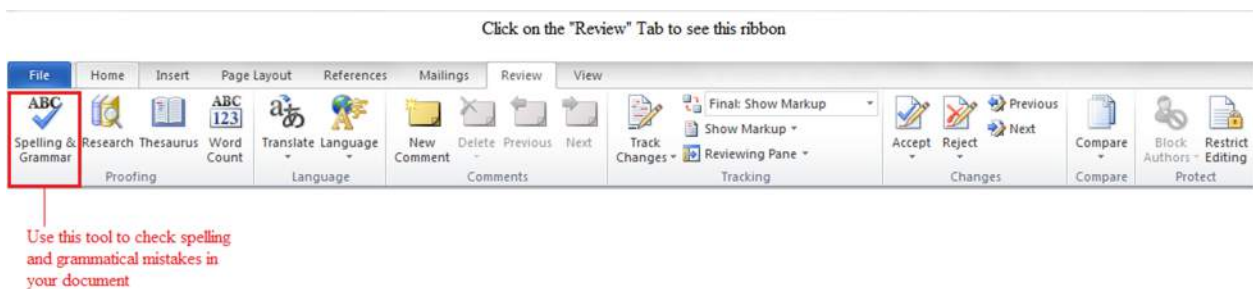 Click on the "Review" Tab to see this ribbon
File Home Insert Page Layout References Mailings Review View
ABC
Spelling & Grammar
Research
Thesaurus
ABC
123
Word Count
Proofing
aあ
Translate
Language
Language
New Comment
Delete
Previous
Next
Comments
Track Changes
Final: Show Markup
Show Markup
Reviewing Pane
Tracking
Accept
Reject
Previous
Next
Changes
Compare
Compare
Block Authors
Restrict Editing
Protect
Use this tool to check spelling
and grammatical mistakes in
your document